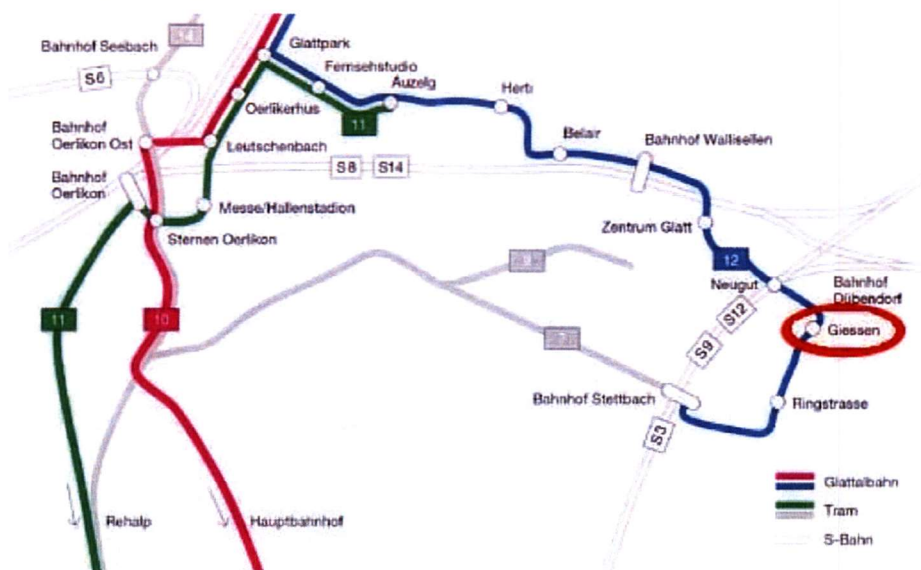 Glattpark
Bahnhof Seebach
S6
Fernsehstudio
Auzelg
Herti
Oerlikerhus
11
Bahnhof
Oerlikon Ost
Leutschenbach
Belair
Bahnhof Wallisellen
S8
S14
Bahnhof
Oerlikon
Messe/Hallenstadion
Sternen Oerlikon
Zentrum Glatt
12
Neugut
Bahnhof
Dübendorf
11
10
S12
Giessen
S9
Bahnhof Stettbach
Ringstrasse
S3
Glattalbahn
Rehalp
Hauptbahnhof
Tram
S-Bahn